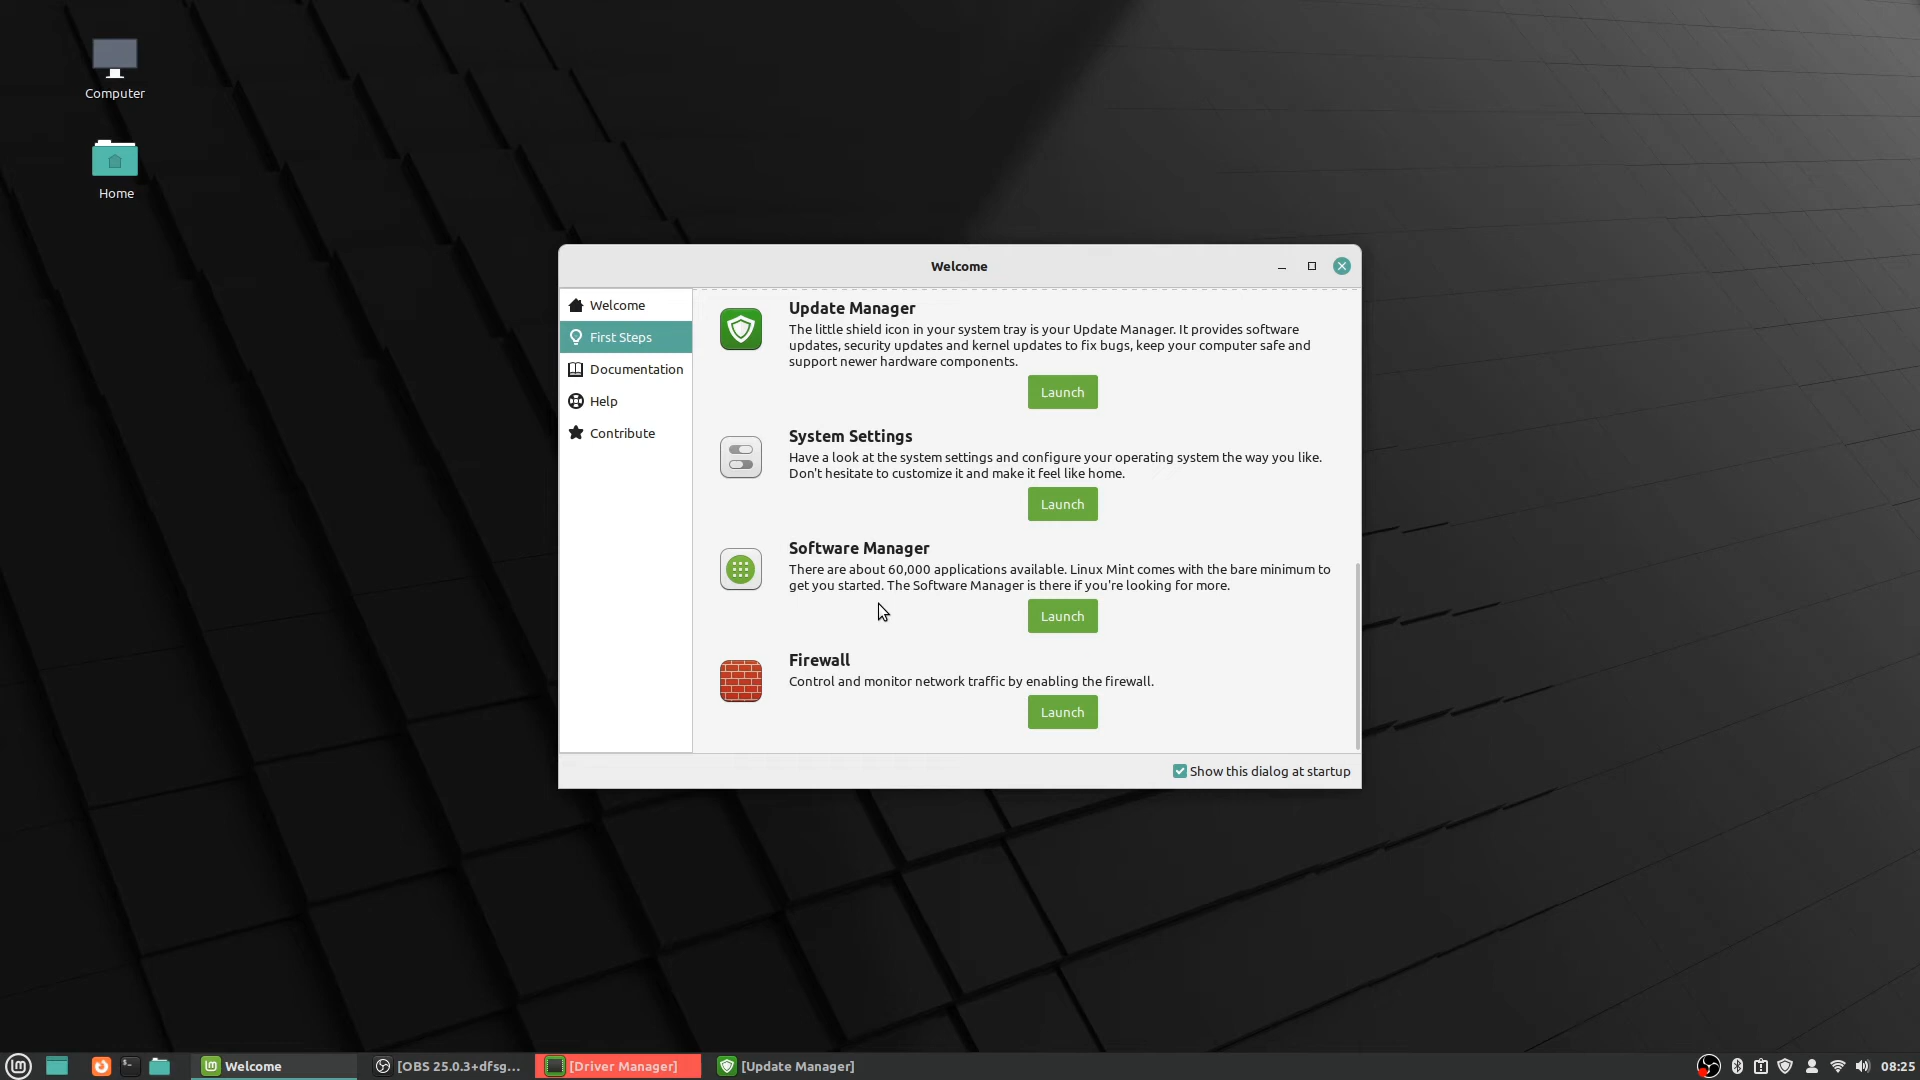 Computer
Home
Welcome
Welcome
First Steps
Documentation
Help
Contribute
Update Manager
The little shield icon in your system tray is your Update Manager. It provides software
updates, security updates and kernel updates to fix bugs, keep your computer safe and
support newer hardware components.
Launch
System Settings
Have a look at the system settings and configure your operating system the way you like.
Don't hesitate to customize it and make it feel like home.
Launch
Software Manager
There are about 60,000 applications available. Linux Mint comes with the bare minimum to
get you started. The Software Manager is there if you're looking for more.
Launch
Firewall
Control and monitor network traffic by enabling the firewall.
Launch
Show this dialog at startup
Welcome
[OBS 25.0.3+dfsg...
[Driver Manager]
[Update Manager]
08:25